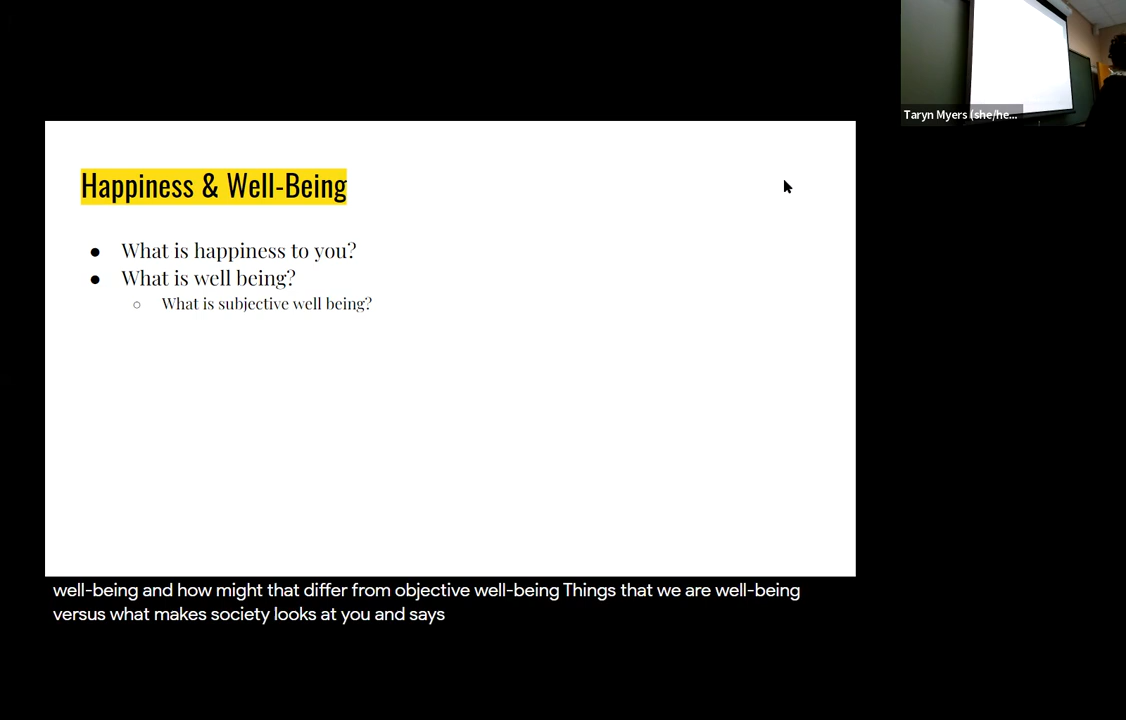 Taryn Myers (she/he...
Happiness & Well-Being
● What is happiness to you?
● What is well being?
○ What is subjective well being?
well-being and how might that differ from objective well-being Things that we are well-being
versus what makes society looks at you and says